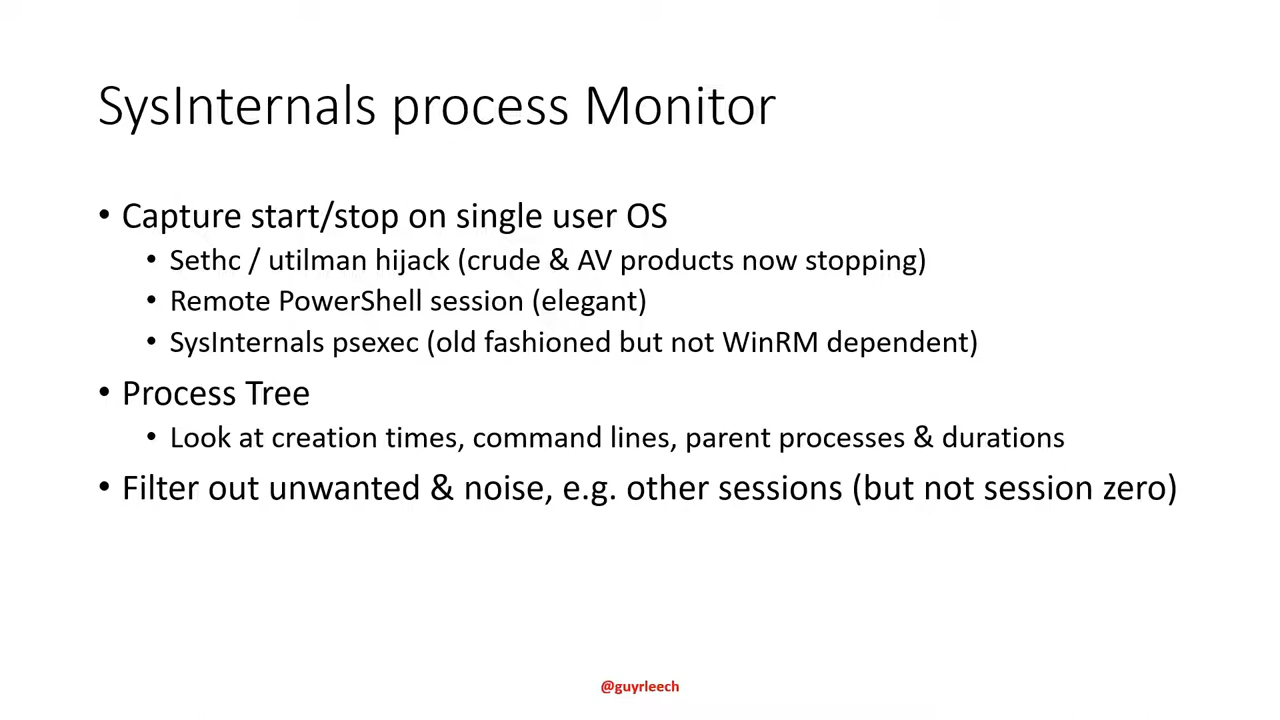 SysInternals process Monitor
• Capture start/stop on single user OS
• Sethc / utilman hijack (crude & AV products now stopping)
• Remote PowerShell session (elegant)
• SysInternals psexec (old fashioned but not WinRM dependent)
• Process Tree
• Look at creation times, command lines, parent processes & durations
• Filter out unwanted & noise, e.g. other sessions (but not session zero)
@guyrleech